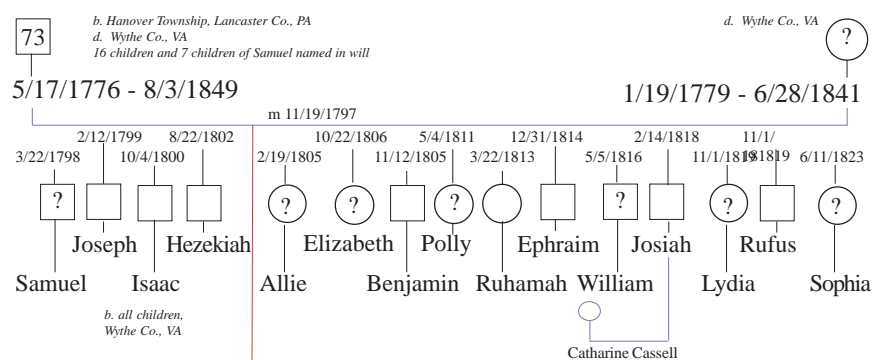 73
b. Hanover Township, Lancaster Co., PA
d. Wythe Co., VA
16 children and 7 children of Samuel named in will
d. Wythe Co., VA
?
5/17/1776 - 8/3/1849
1/19/1779 - 6/28/1841
m 11/19/1797
2/12/1799 8/22/1802 10/22/1806 5/4/1811 12/31/1814 2/14/1818 11/1/
3/22/1798 10/4/1800 2/19/1805 11/12/1805 3/22/1813 5/5/1816 11/1/1819 1819 6/11/1823
? ? ? ? ? ? ?
Joseph Hezekiah Elizabeth Polly Ephraim Josiah Rufus
Samuel Isaac Allie Benjamin Ruhamah William Lydia Sophia
b. all children,
Wythe Co., VA
Catharine Cassell